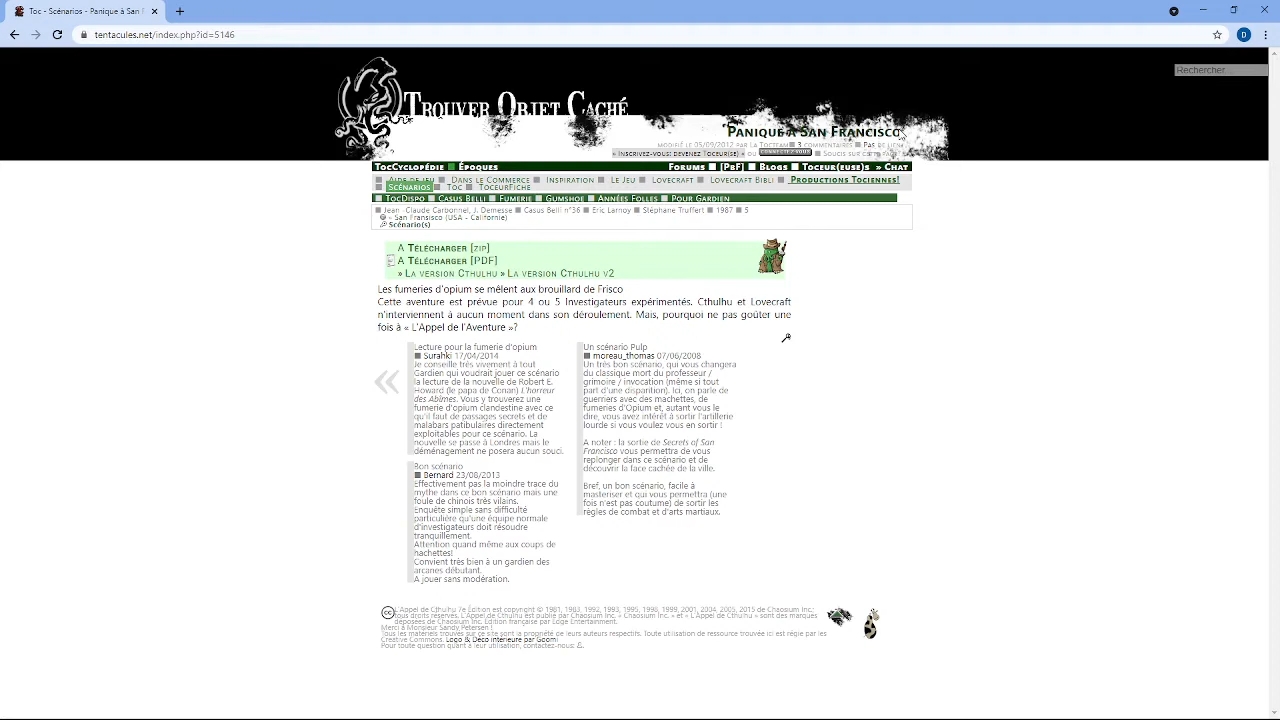 Toc - Scénarios - Panique à San F
tentacules.net/index.php?id=5146
D
Rechercher...
Trouver Objet Caché
Panique à San Francisco
modifié le 05/09/2012 par la Tocteam 3 commentaires Pas de lien
» Inscrivez-vous: devenez Toceur(se) » ou connectez-vous
TocCyclopédie Époques Forums [PbF] Blogs Toceur(euse)s » Chat
Aide de jeu Dans le Commerce Inspiration Le Jeu Lovecraft Lovecraft Bibli Productions Tociennes!
Scénarios Toc ToceurFiche
TocDispo Casus Belli Fumerie Gumshoe Années Folles Pour Gardien
Jean -Claude Carbonnel, J. Demesse Casus Belli n°36 Eric Larnoy Stéphane Truffert 1987 5
- San Fransisco (USA - Californie)
Scénario(s)
A Télécharger [zip]
A Télécharger [PDF]
» La version Cthulhu » La version Cthulhu v2
Les fumeries d'opium se mêlent aux brouillard de Frisco
Cette aventure est prévue pour 4 ou 5 Investigateurs expérimentés. Cthulhu et Lovecraft
n'interviennent à aucun moment dans son déroulement. Mais, pourquoi ne pas goûter une
fois à « L'Appel de l'Aventure »?
«
Lecture pour la fumerie d'opium
Surahki 17/04/2014
Je conseille très vivement à tout
Gardien qui voudrait jouer ce scénario
la lecture de la nouvelle de Robert E.
Howard (le papa de Conan) L'horreur
des Abîmes. Vous y trouverez une
fumerie d'opium clandestine avec ce
qu'il faut de passages secrets et de
malabars patibulaires directement
exploitables pour ce scénario. La
nouvelle se passe à Londres mais le
déménagement ne posera aucun souci.
Bon scénario
Bernard 23/08/2013
Effectivement pas la moindre trace du
mythe dans ce bon scénario mais une
foule de chinois très vilains.
Enquête simple sans difficulté
particulière qu'une équipe normale
d'investigateurs doit résoudre
tranquillement.
Attention quand même aux coups de
hachettes!
Convient très bien à un gardien des
arcanes débutant.
A jouer sans modération.
Un scénario Pulp
moreau_thomas 07/06/2008
Un très bon scénario, qui vous changera
du classique mort du professeur /
grimoire / invocation (même si tout
part d'une disparition). Ici, on parle de
guerriers avec des machettes, de
fumeries d'Opium et, autant vous le
dire, vous avez intérêt à sortir l'artillerie
lourde si vous voulez vous en sortir !
A noter : la sortie de Secrets of San
Francisco vous permettra de vous
replonger dans ce scénario et de
découvrir la face cachée de la ville.
Bref; un bon scénario, facile à
masteriser et qui vous permettra (une
fois n'est pas coutume) de sortir les
règles de combat et d'arts martiaux.
L'Appel de Cthulhu 7e Édition est copyright © 1981, 1983, 1992, 1993, 1995, 1998, 1999, 2001, 2004, 2005, 2015 de Chaosium Inc.;
tous droits réservés. L'Appel de Cthulhu est publié par Chaosium Inc. « Chaosium Inc. » et « L'Appel de Cthulhu » sont des marques
déposées de Chaosium Inc. Edition française par Edge Entertainment.
Merci à Monsieur Sandy Petersen !
Tous les matériels trouvés sur ce site sont la propriété de leurs auteurs respectifs. Toute utilisation de ressource trouvée ici est régie par les
Creative Commons. Logo & Déco intérieure par Goomi
Pour toute question quant à leur utilisation, contactez-nous: